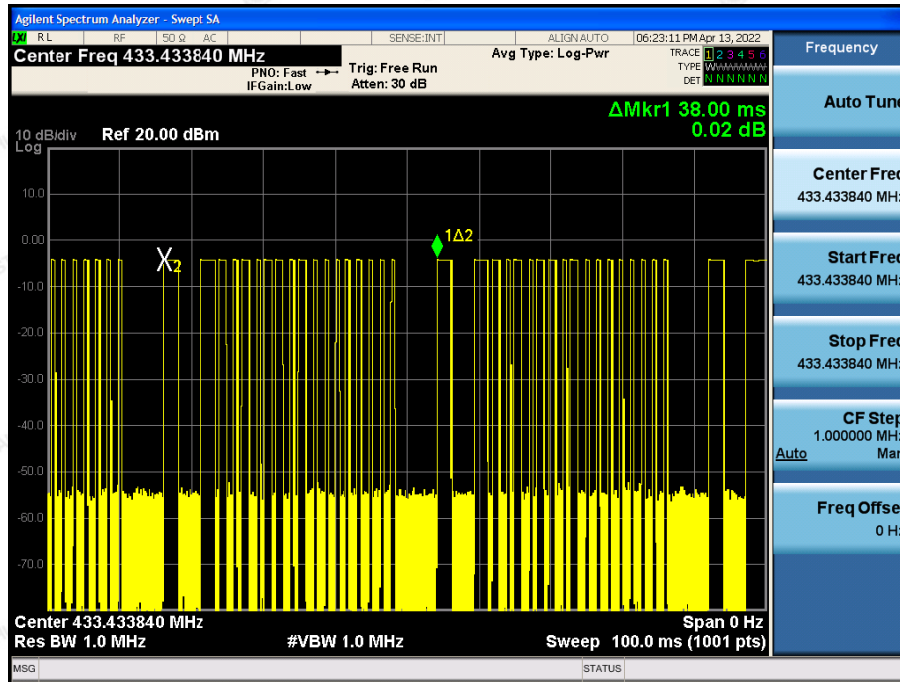 Agilent Spectrum Analyzer - Swept SA
LXI RL RF 50 Ω AC SENSE:INT ALIGN AUTO 06:23:11 PM Apr 13, 2022
Center Freq 433.433840 MHz
PNO: Fast
IFGain:Low
Trig: Free Run
Atten: 30 dB
Avg Type: Log-Pwr
TRACE 1 2 3 4 5 6
TYPE WWWWWW
DET N N N N N N
ΔMkr1 38.00 ms
0.02 dB
10 dB/div Ref 20.00 dBm
Log
10.0
0.00
-10.0
-20.0
-30.0
-40.0
-50.0
-60.0
-70.0
X2
1Δ2
Center 433.433840 MHz Span 0 Hz
Res BW 1.0 MHz #VBW 1.0 MHz Sweep 100.0 ms (1001 pts)
MSG STATUS
Frequency
Auto Tune
Center Freq
433.433840 MHz
Start Freq
433.433840 MHz
Stop Freq
433.433840 MHz
CF Step
1.000000 MHz
Auto Man
Freq Offset
0 Hz